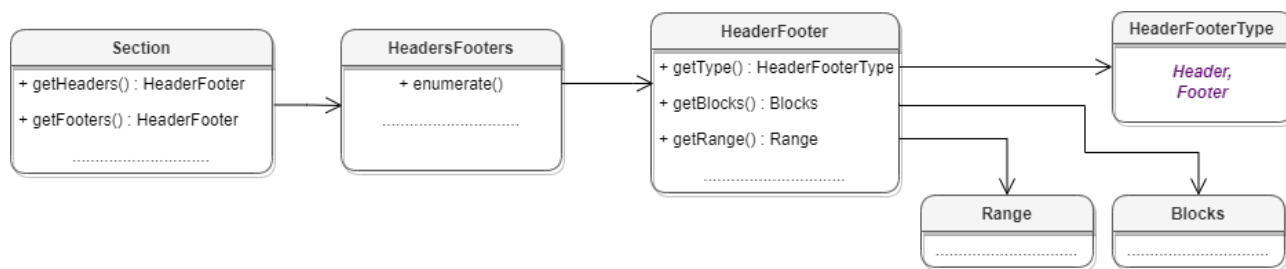 Section
+ getHeaders() : HeaderFooter
+ getFooters() : HeaderFooter
HeadersFooters
+ enumerate()
HeaderFooter
+ getType() : HeaderFooterType
+ getBlocks() : Blocks
+ getRange() : Range
HeaderFooterType
Header,
Footer
Range
Blocks